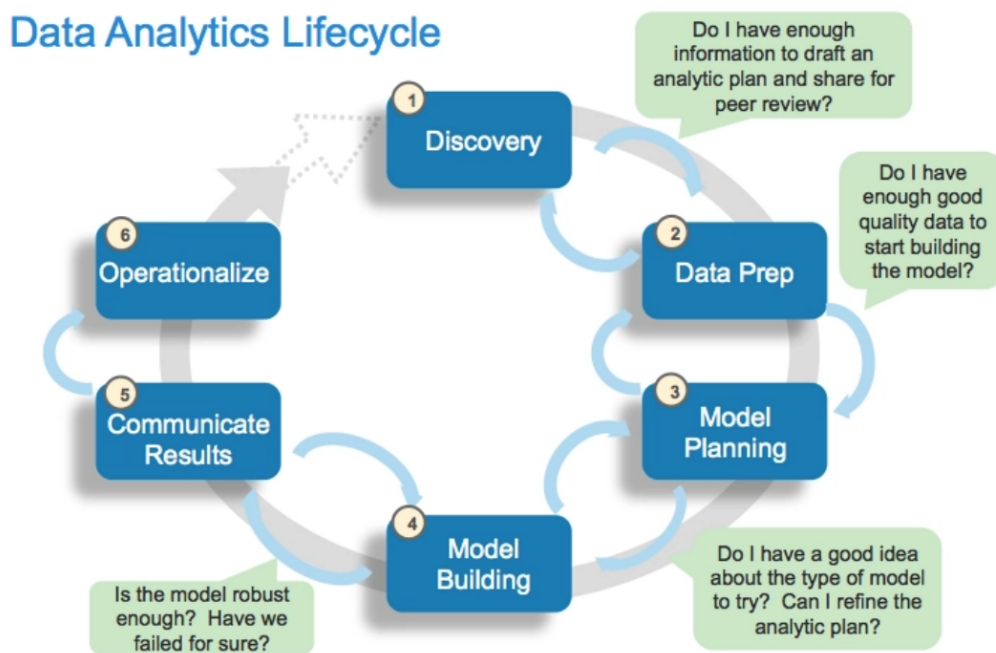 Data Analytics Lifecycle
Do I have enough
information to draft an
analytic plan and share for
peer review?
1
Discovery
Do I have
enough good
quality data to
start building
the model?
2
Data Prep
3
Model
Planning
Do I have a good idea
about the type of model
to try?  Can I refine the
analytic plan?
4
Model
Building
Is the model robust
enough?  Have we
failed for sure?
5
Communicate
Results
6
Operationalize